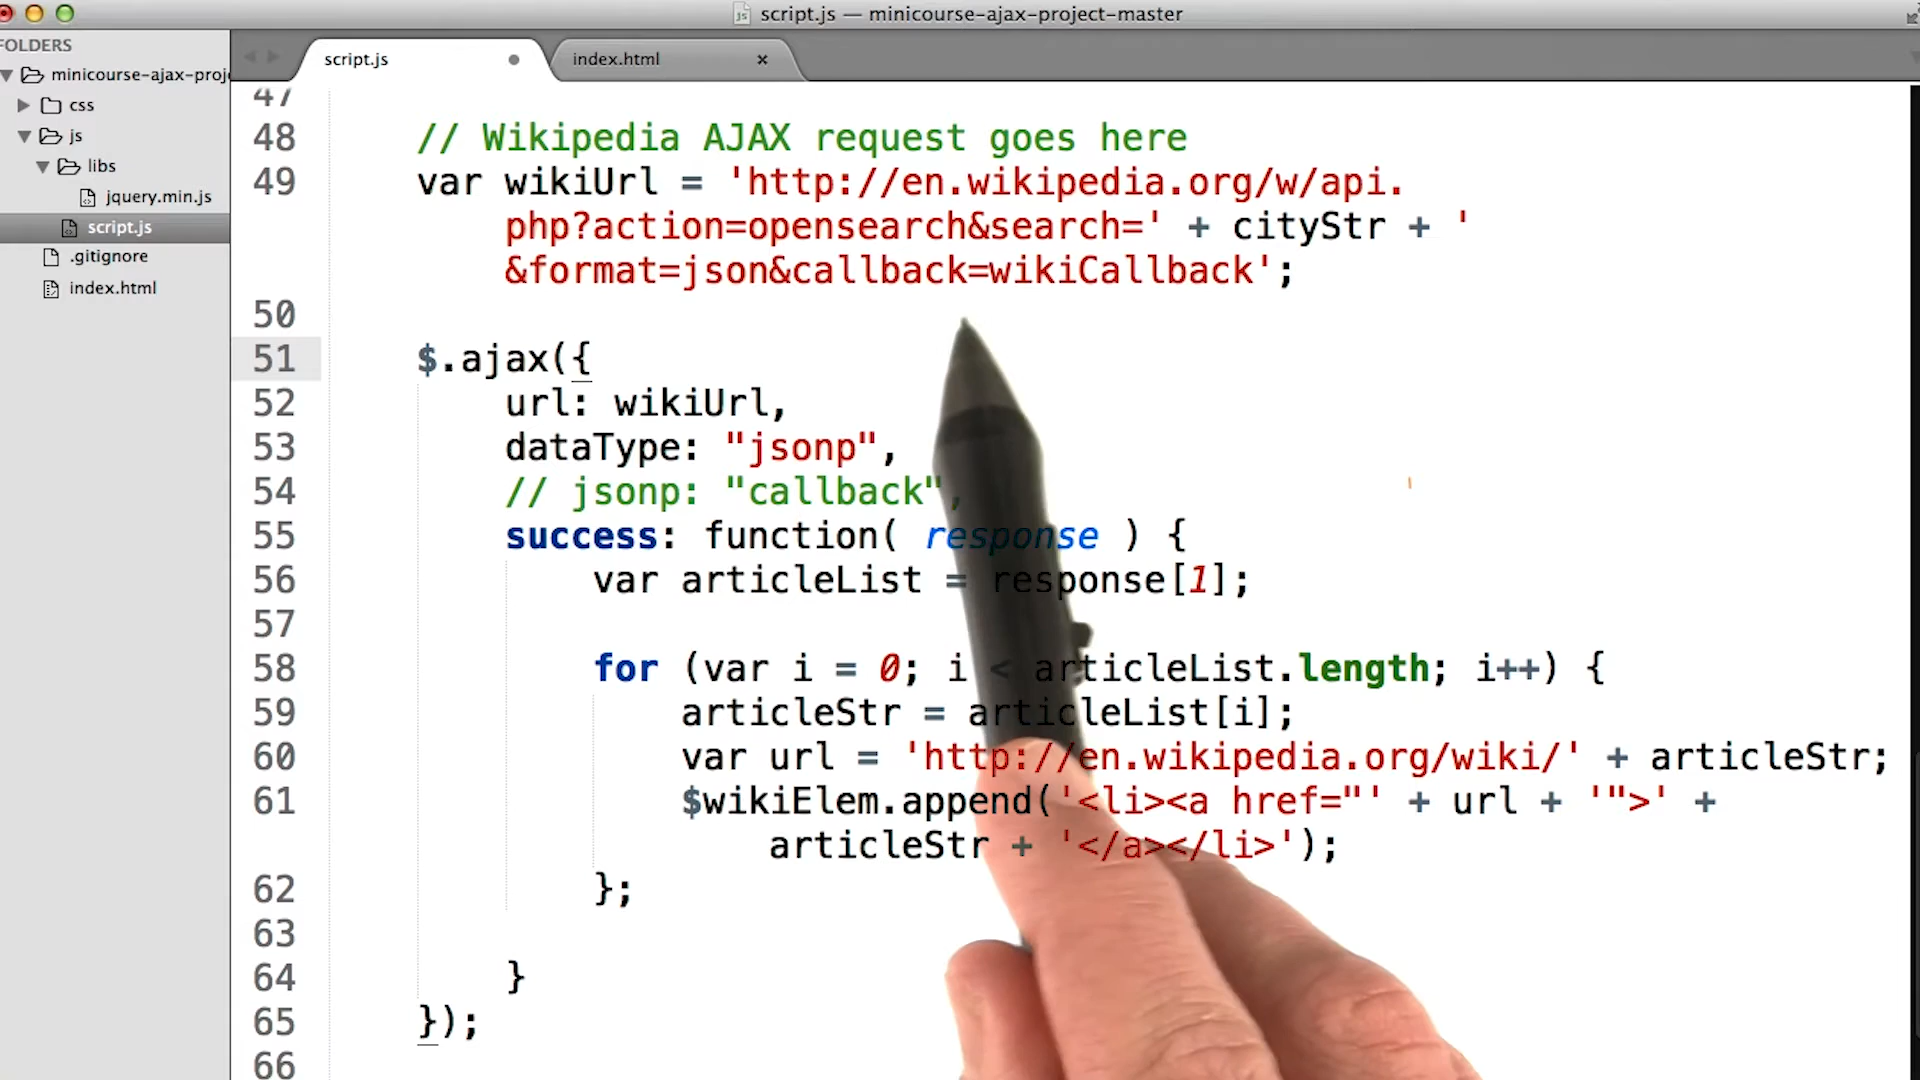 script.js — minicourse-ajax-project-master
FOLDERS
minicourse-ajax-proj
css
js
libs
jquery.min.js
script.js
.gitignore
index.html
script.js
index.html
47
48 // Wikipedia AJAX request goes here
49 var wikiUrl = 'http://en.wikipedia.org/w/api.
php?action=opensearch&search=' + cityStr + '
&format=json&callback=wikiCallback';
50
51 $.ajax({
52 url: wikiUrl,
53 dataType: "jsonp",
54 // jsonp: "callback",
55 success: function( response ) {
56 var articleList = response[1];
57
58 for (var i = 0; i < articleList.length; i++) {
59 articleStr = articleList[i];
60 var url = 'http://en.wikipedia.org/wiki/' + articleStr;
61 $wikiElem.append('<li><a href="' + url + '">' +
articleStr + '</a></li>');
62 };
63
64 }
65 });
66